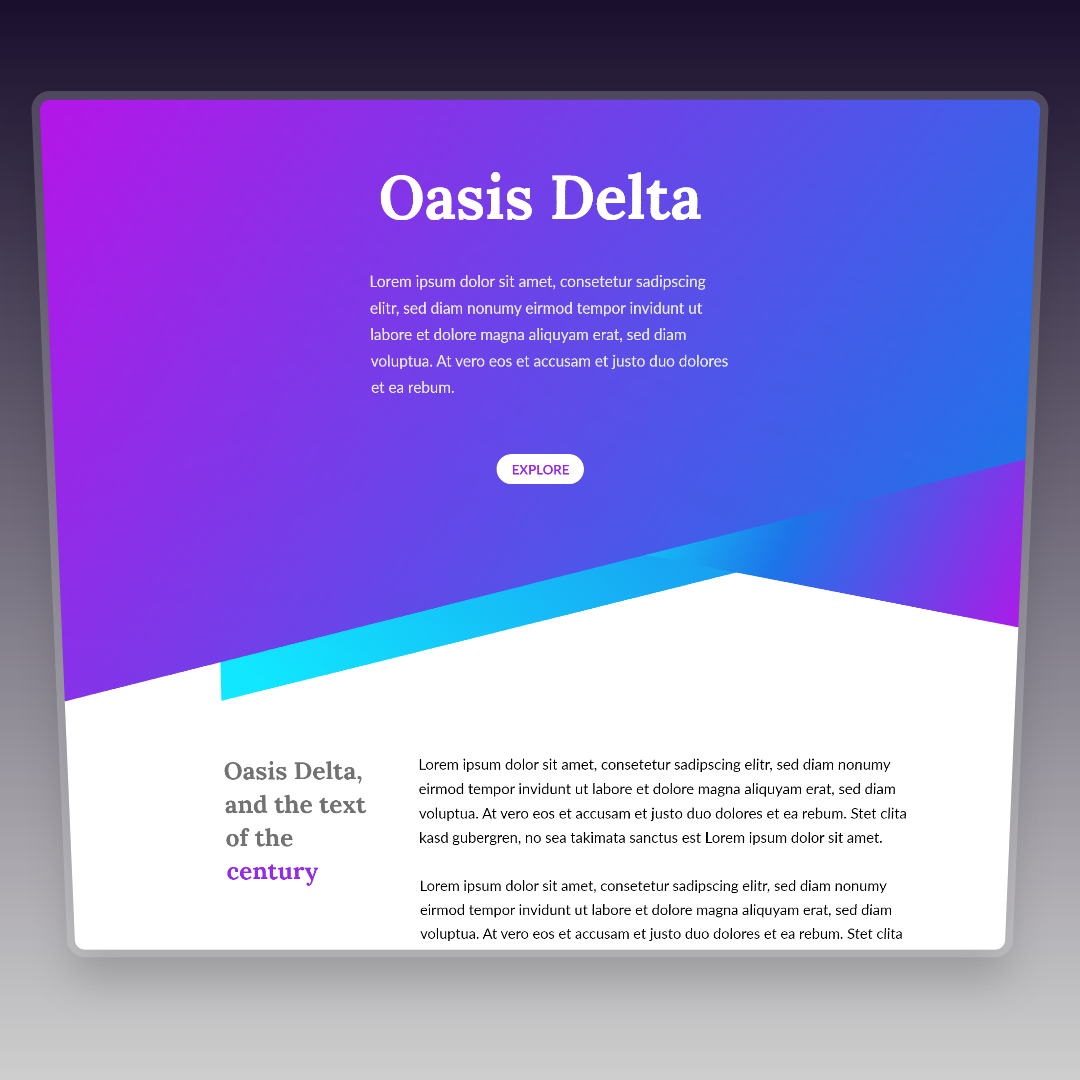 Oasis Delta
Lorem ipsum dolor sit amet, consetetur sadipscing
elitr, sed diam nonumy eirmod tempor invidunt ut
labore et dolore magna aliquyam erat, sed diam
voluptua. At vero eos et accusam et justo duo dolores
et ea rebum.
EXPLORE
Oasis Delta,
and the text
of the
century
Lorem ipsum dolor sit amet, consetetur sadipscing elitr, sed diam nonumy
eirmod tempor invidunt ut labore et dolore magna aliquyam erat, sed diam
voluptua. At vero eos et accusam et justo duo dolores et ea rebum. Stet clita
kasd gubergren, no sea takimata sanctus est Lorem ipsum dolor sit amet.
Lorem ipsum dolor sit amet, consetetur sadipscing elitr, sed diam nonumy
eirmod tempor invidunt ut labore et dolore magna aliquyam erat, sed diam
voluptua. At vero eos et accusam et justo duo dolores et ea rebum. Stet clita